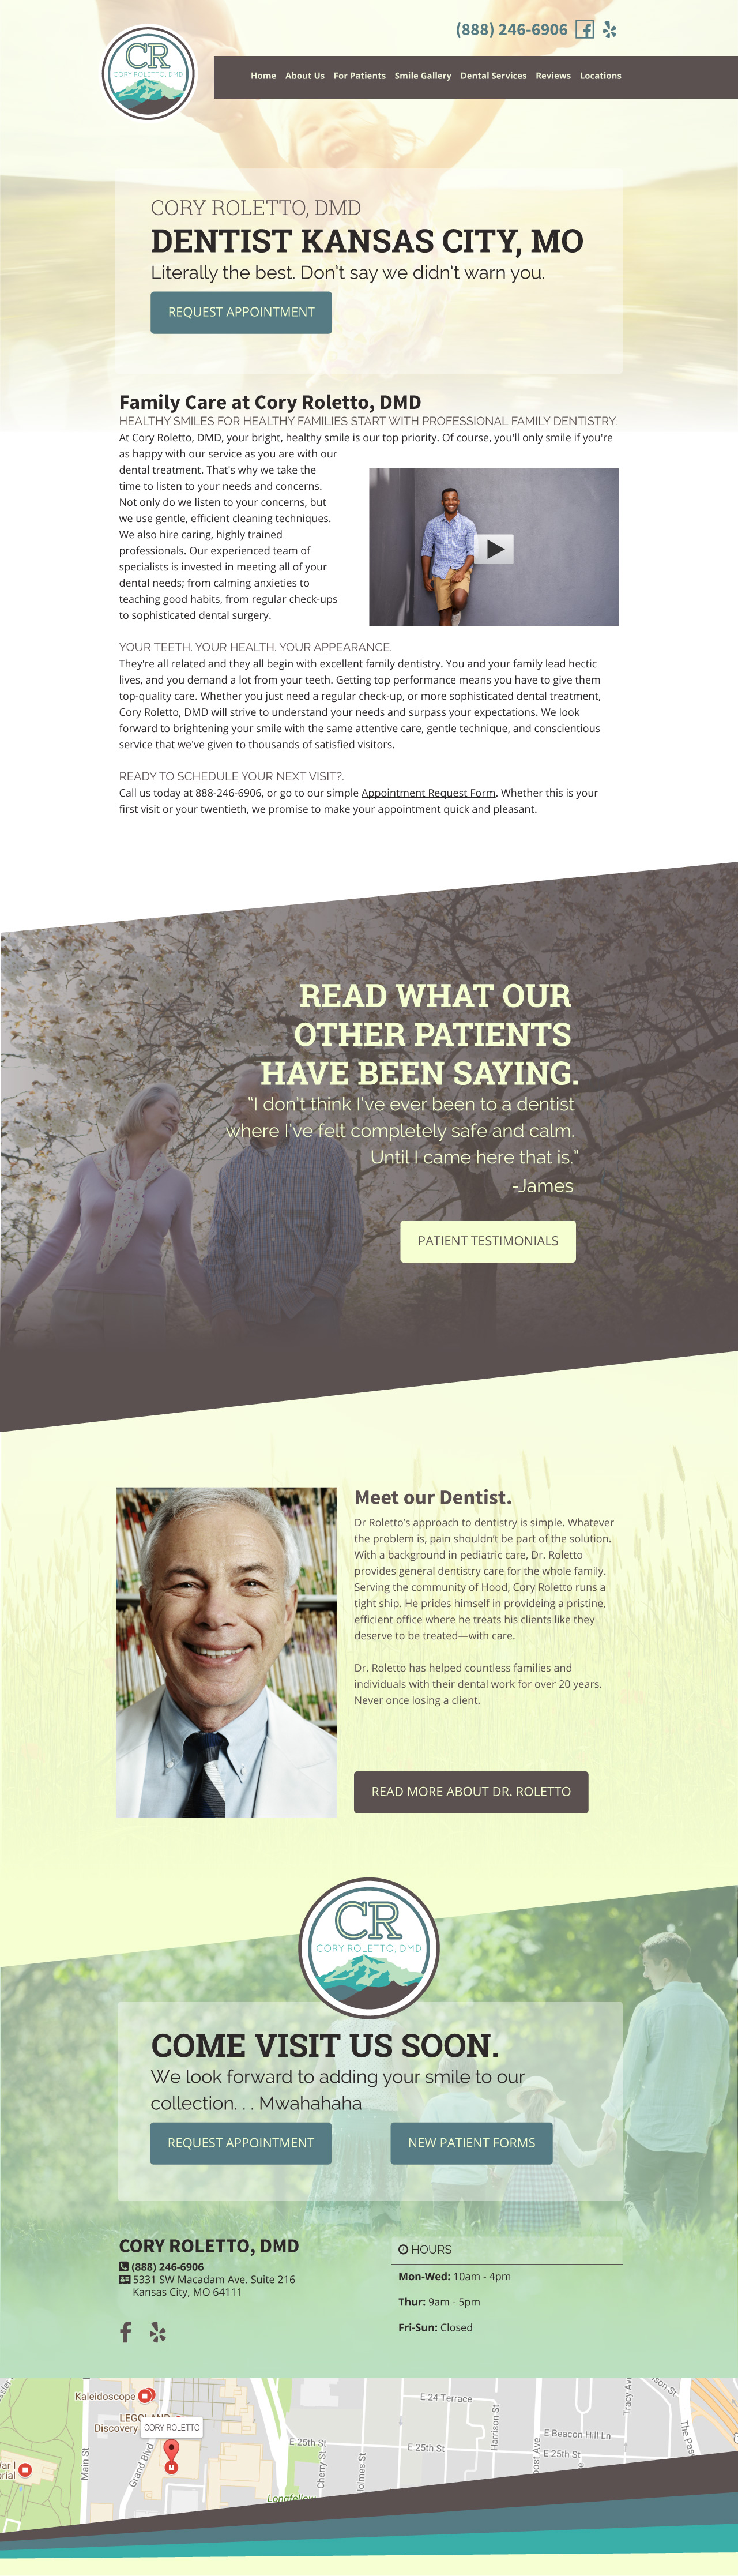 (888) 246-6906
CR
CORY ROLETTO, DMD
Home About Us For Patients Smile Gallery Dental Services Reviews Locations
CORY ROLETTO, DMD
DENTIST KANSAS CITY, MO
Literally the best. Don't say we didn't warn you.
REQUEST APPOINTMENT
Family Care at Cory Roletto, DMD
HEALTHY SMILES FOR HEALTHY FAMILIES START WITH PROFESSIONAL FAMILY DENTISTRY.
At Cory Roletto, DMD, your bright, healthy smile is our top priority. Of course, you'll only smile if you're
as happy with our service as you are with our
dental treatment. That's why we take the
time to listen to your needs and concerns.
Not only do we listen to your concerns, but
we use gentle, efficient cleaning techniques.
We also hire caring, highly trained
professionals. Our experienced team of
specialists is invested in meeting all of your
dental needs; from calming anxieties to
teaching good habits, from regular check-ups
to sophisticated dental surgery.
YOUR TEETH. YOUR HEALTH. YOUR APPEARANCE.
They're all related and they all begin with excellent family dentistry. You and your family lead hectic
lives, and you demand a lot from your teeth. Getting top performance means you have to give them
top-quality care. Whether you just need a regular check-up, or more sophisticated dental treatment,
Cory Roletto, DMD will strive to understand your needs and surpass your expectations. We look
forward to brightening your smile with the same attentive care, gentle technique, and conscientious
service that we've given to thousands of satisfied visitors.
READY TO SCHEDULE YOUR NEXT VISIT?.
Call us today at 888-246-6906, or go to our simple Appointment Request Form. Whether this is your
first visit or your twentieth, we promise to make your appointment quick and pleasant.
READ WHAT OUR
OTHER PATIENTS
HAVE BEEN SAYING.
"I don't think I've ever been to a dentist
where I've felt completely safe and calm.
Until I came here that is."
-James
PATIENT TESTIMONIALS
Meet our Dentist.
Dr Roletto's approach to dentistry is simple. Whatever
the problem is, pain shouldn't be part of the solution.
With a background in pediatric care, Dr. Roletto
provides general dentistry care for the whole family.
Serving the community of Hood, Cory Roletto runs a
tight ship. He prides himself in provideing a pristine,
efficient office where he treats his clients like they
deserve to be treated—with care.
Dr. Roletto has helped countless families and
individuals with their dental work for over 20 years.
Never once losing a client.
READ MORE ABOUT DR. ROLETTO
CR
CORY ROLETTO, DMD
COME VISIT US SOON.
We look forward to adding your smile to our
collection. . . Mwahahaha
REQUEST APPOINTMENT
NEW PATIENT FORMS
CORY ROLETTO, DMD
(888) 246-6906
5331 SW Macadam Ave. Suite 216
Kansas City, MO 64111
HOURS
Mon-Wed: 10am - 4pm
Thur: 9am - 5pm
Fri-Sun: Closed
Kaleidoscope
Discovery
CORY ROLETTO
Main St
Grand Blvd
E 24 Terrace
E 25th St
E 25th St
E Beacon Hill Ln
E 25th St
Cherry St
Holmes St
Harrison St
Tracy Av
The Pas
Longfellow